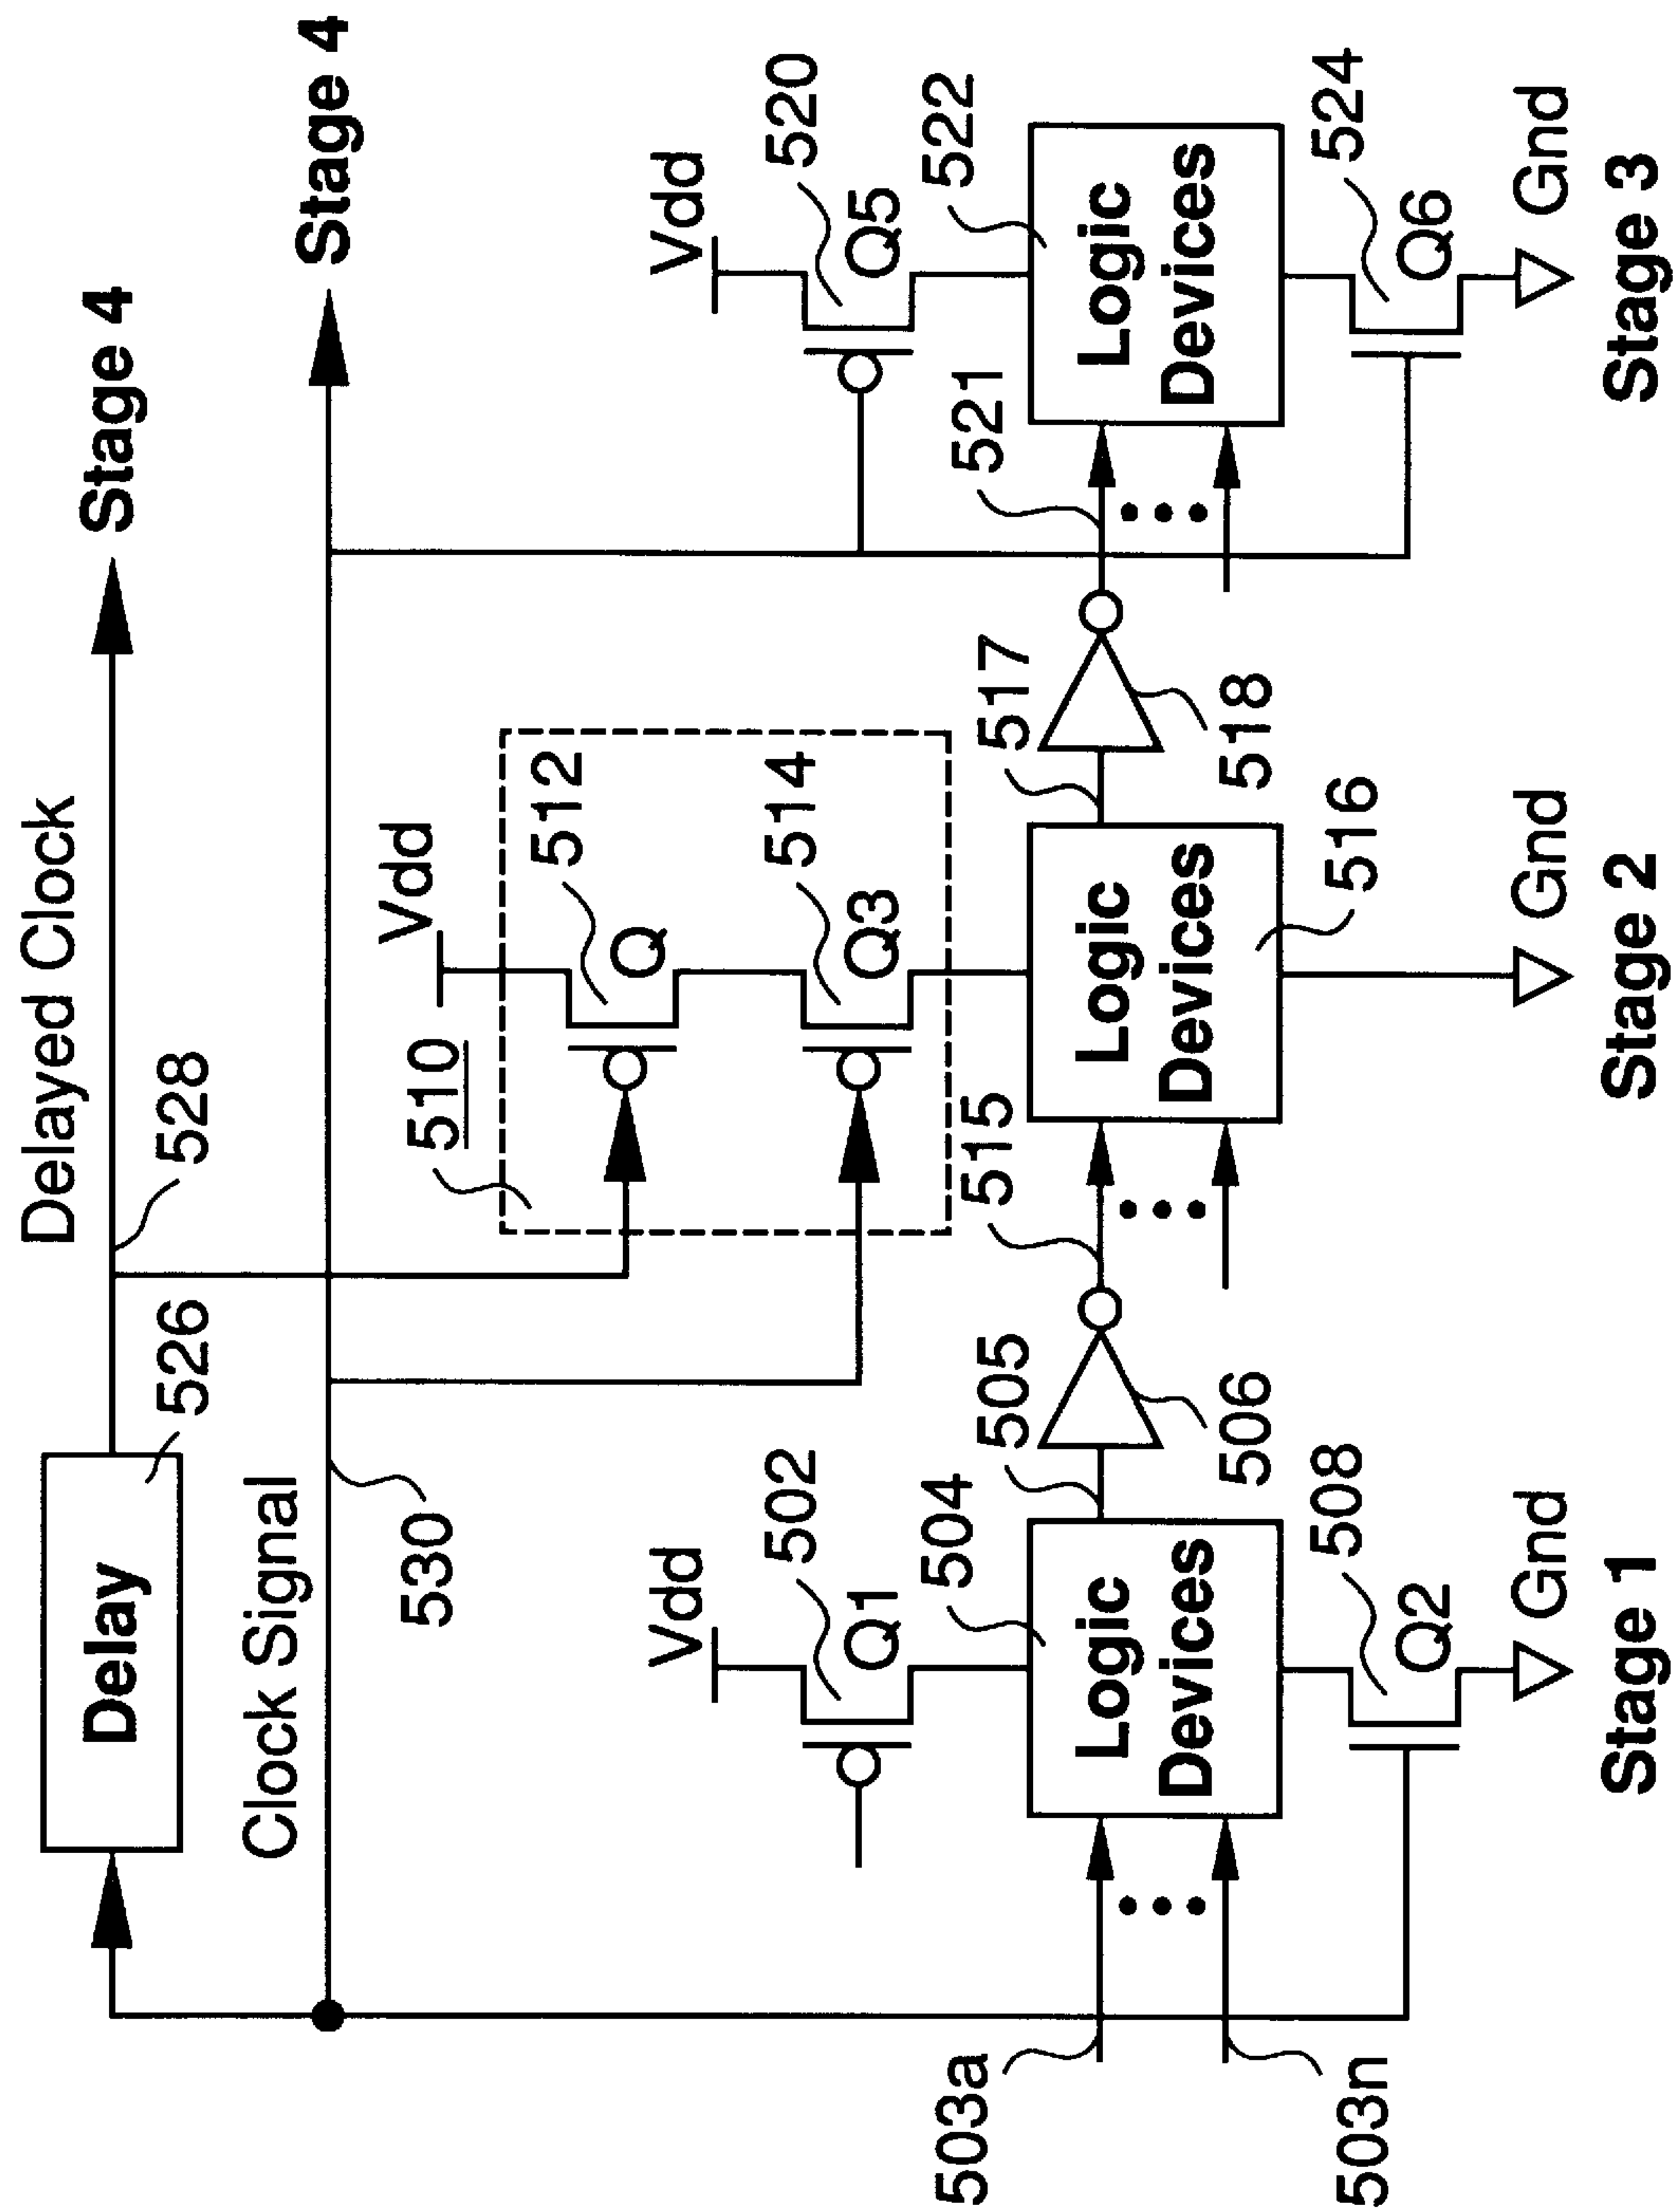 Delayed Clock
Stage 4
Delay
526
528
Clock Signal
Stage 4
530
510
Vdd
512
Q
514
Q3
Vdd
502
Q1
504
Logic
Devices
505
506
508
Q2
Gnd
503a
503n
515
Logic
Devices
516
517
518
Gnd
Vdd
520
Q5
522
521
Logic
Devices
524
Q6
Gnd
Stage 1
Stage 2
Stage 3